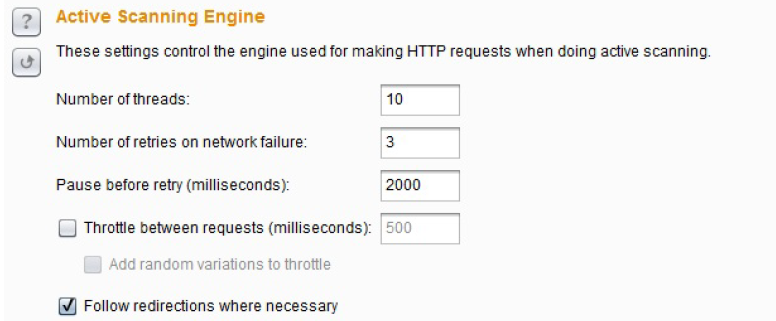 ?
Active Scanning Engine
These settings control the engine used for making HTTP requests when doing active scanning.
Number of threads: 10
Number of retries on network failure: 3
Pause before retry (milliseconds): 2000
Throttle between requests (milliseconds): 500
Add random variations to throttle
Follow redirections where necessary